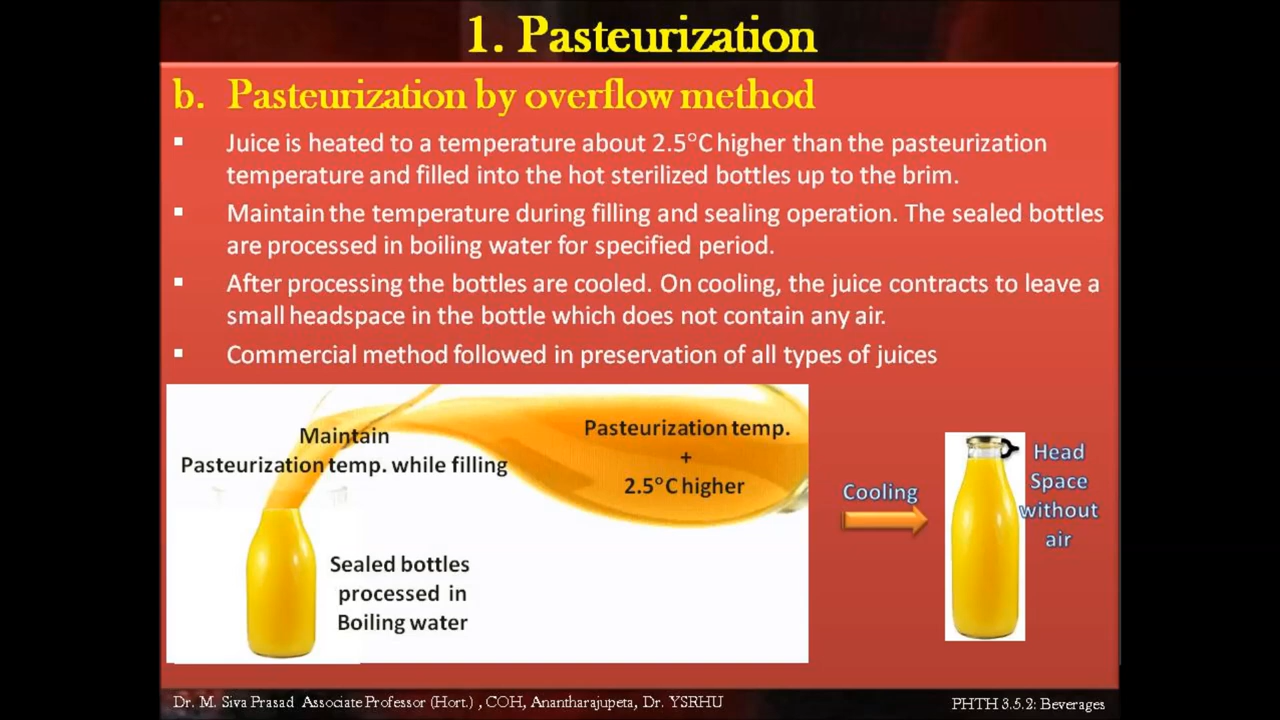 1. Pasteurization
b. Pasteurization by overflow method
▪ Juice is heated to a temperature about 2.5°C higher than the pasteurization
temperature and filled into the hot sterilized bottles up to the brim.
▪ Maintain the temperature during filling and sealing operation. The sealed bottles
are processed in boiling water for specified period.
▪ After processing the bottles are cooled. On cooling, the juice contracts to leave a
small headspace in the bottle which does not contain any air.
▪ Commercial method followed in preservation of all types of juices
Maintain
Pasteurization temp. while filling
Pasteurization temp.
+
2.5°C higher
Sealed bottles
processed in
Boiling water
Cooling
Head
Space
without
air
Dr. M. Siva Prasad Associate Professor (Hort.) , COH, Anantharajupeta, Dr. YSRHU
PHTH 3.5.2: Beverages